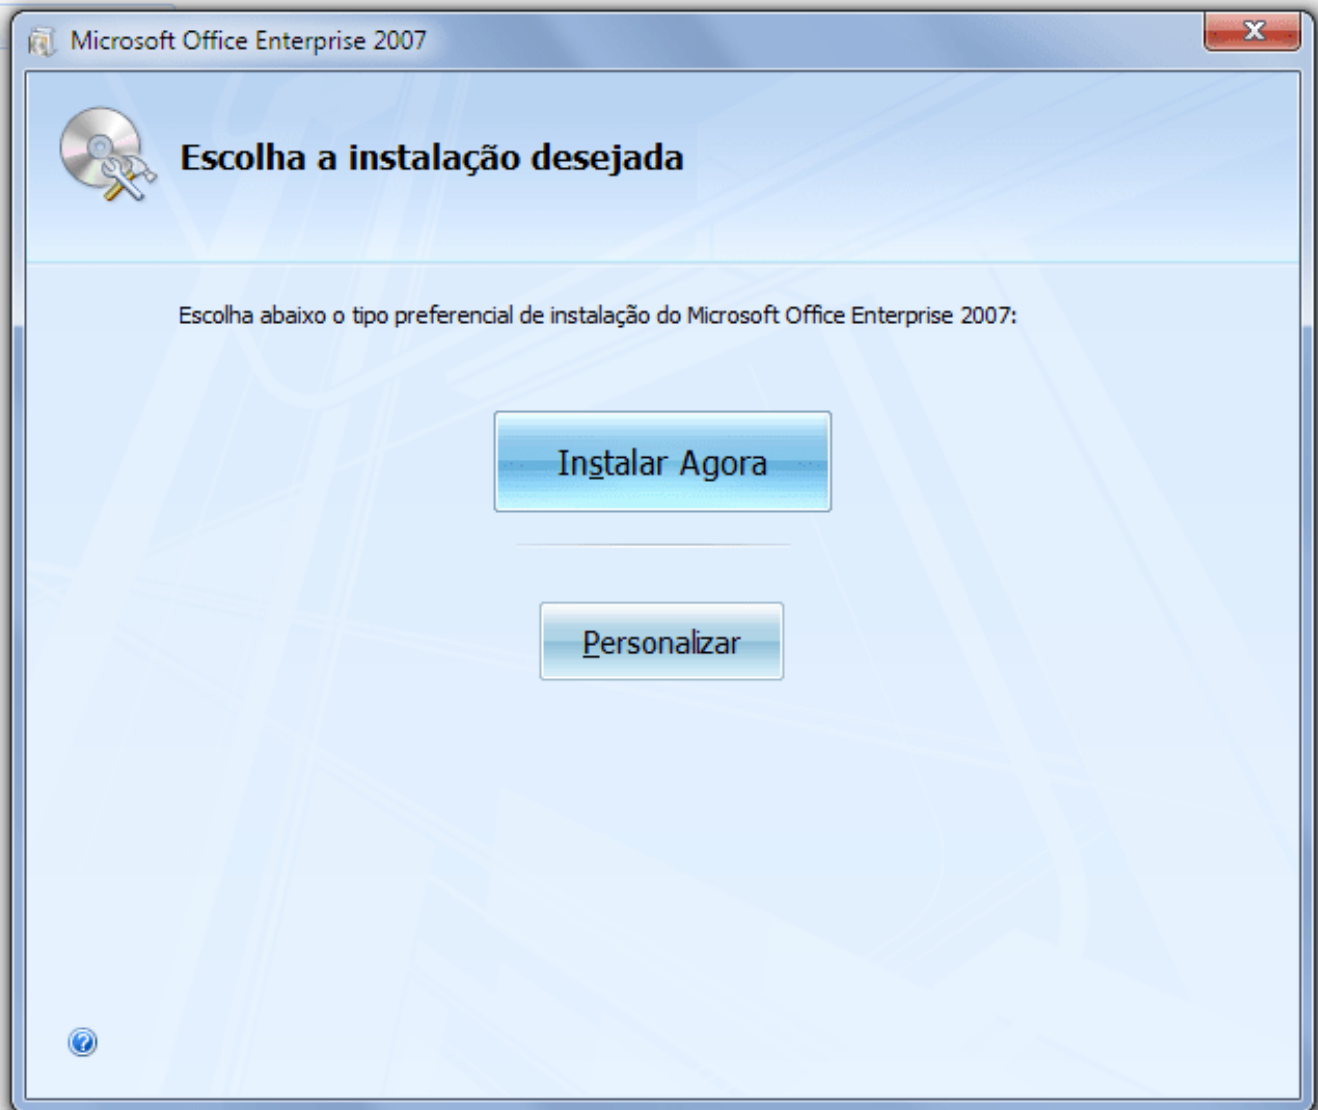 Microsoft Office Enterprise 2007
Escolha a instalação desejada
Escolha abaixo o tipo preferencial de instalação do Microsoft Office Enterprise 2007:
Instalar Agora
Personalizar